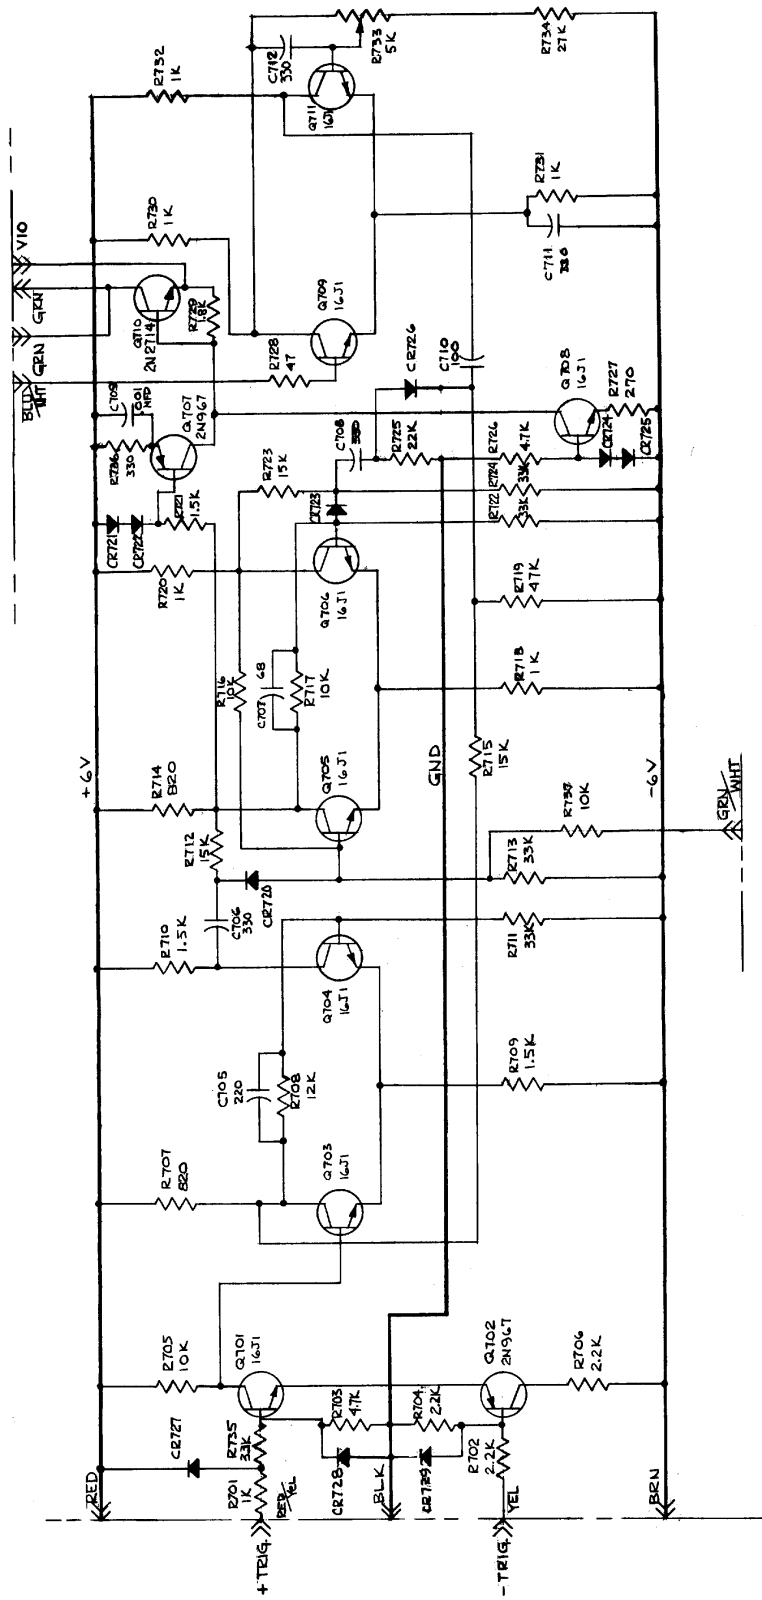 R732
1K
C712
330
R733
5K
R734
27K
Q711
16J1
R731
1K
C711
330
VIO
GRN
GRN
BLU
WHT
R730
1K
Q710
2N2714
R729
1.8K
Q709
16J1
R728
47
CR726
C710
100
Q708
16J1
R727
270
CR724
CR725
C709
.001
MFD
R736
330
Q707
2N967
R723
15K
C708
330
R725
22K
R726
4.7K
R724
33K
R722
33K
CR723
R721
1.5K
CR721
CR722
R720
1K
Q706
16J1
R719
47K
R718
1K
R716
10K
68
C707
R717
10K
+6V
R714
820
Q705
16J1
GND
R715
15K
-6V
R712
15K
R737
10K
GRN
WHT
R713
33K
CR720
C706
330
R710
1.5K
R711
33K
Q704
16J1
C705
220
R708
12K
R709
1.5K
R707
820
Q703
16J1
R705
10K
Q701
16J1
Q702
2N967
R706
2.2K
R703
4.7K
R704
2.2K
CR727
R735
33K
R701
1K
CR728
CR729
R702
2.2K
RED
RED
YEL
BLK
YEL
BRN
+TRIG
-TRIG